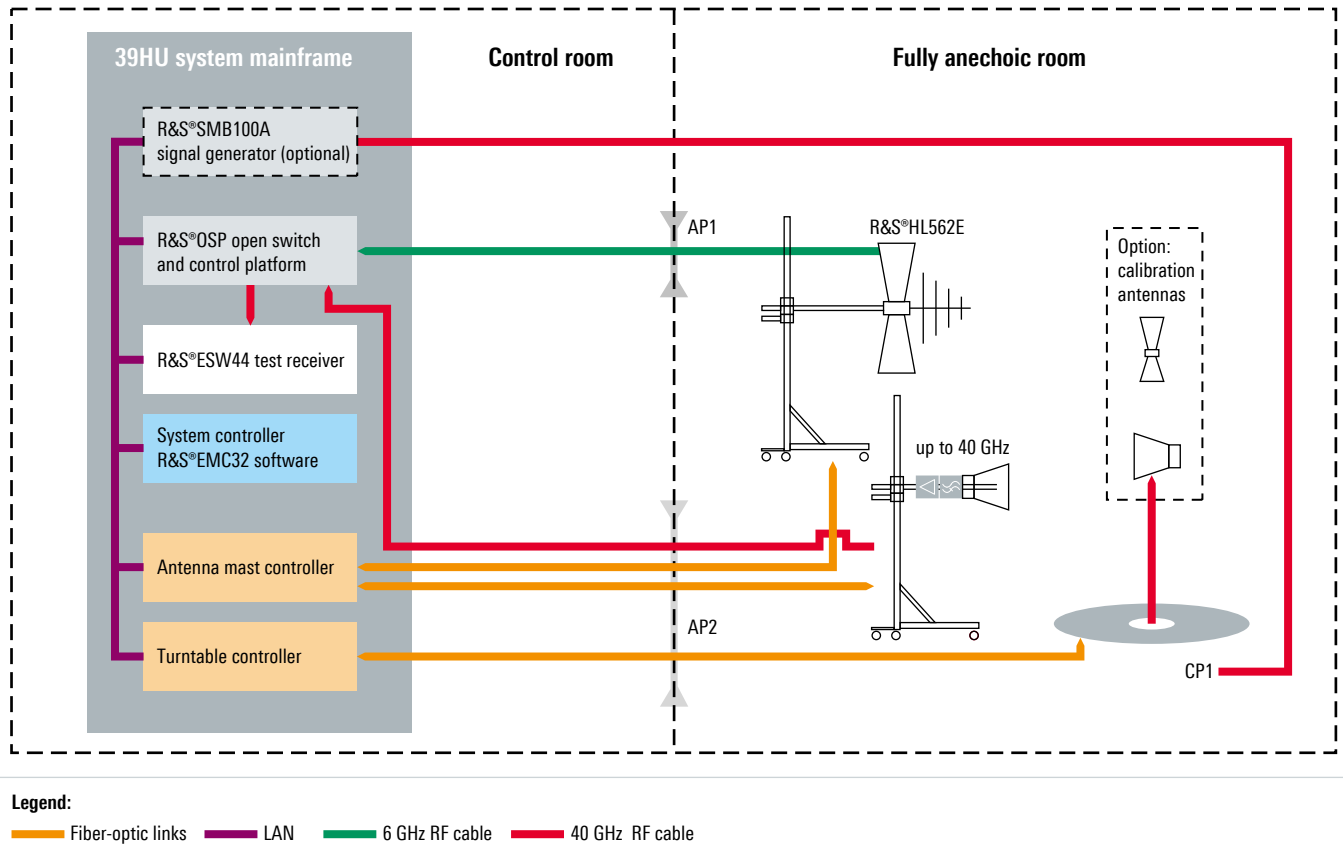 39HU system mainframe
Control room
Fully anechoic room
R&S®SMB100A
signal generator (optional)
R&S®OSP open switch
and control platform
R&S®ESW44 test receiver
System controller
R&S®EMC32 software
Antenna mast controller
Turntable controller
AP1
R&S®HL562E
Option:
calibration
antennas
up to 40 GHz
AP2
CP1
Legend:
Fiber-optic links
LAN
6 GHz RF cable
40 GHz RF cable